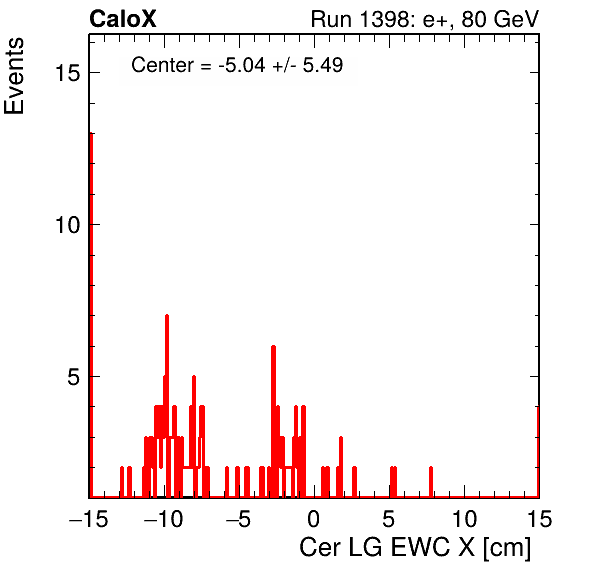 CaloX Run 1398: e+, 80 GeV
Center = -5.04 +/- 5.49
Events
15
10
5
−15 −10 −5 0 5 10 15
Cer LG EWC X [cm]